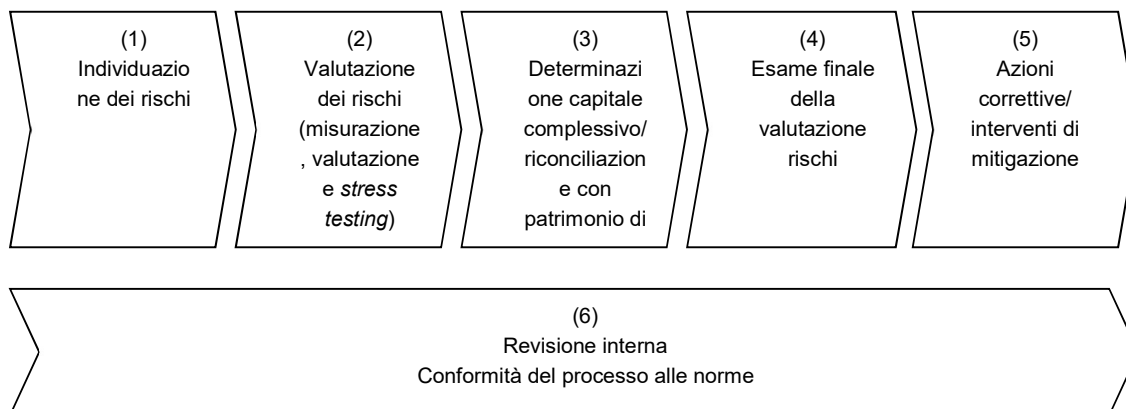 (1)
Individuazio
ne dei rischi
(2)
Valutazione
dei rischi
(misurazione
, valutazione
e stress
testing)
(3)
Determinazi
one capitale
complessivo/
riconciliazion
e con
patrimonio di
(4)
Esame finale
della
valutazione
rischi
(5)
Azioni
correttive/
interventi di
mitigazione
(6)
Revisione interna
Conformità del processo alle norme